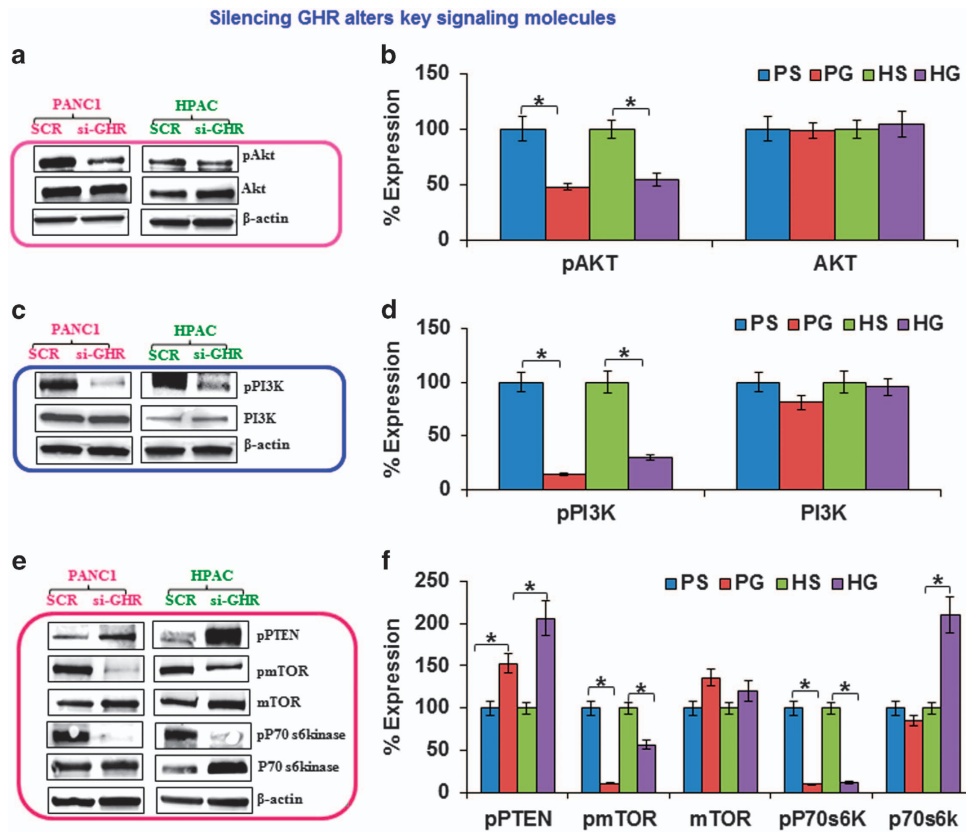 Silencing GHR alters key signaling molecules
a
PANC1 HPAC
SCR si-GHR SCR si-GHR
pAkt
Akt
β-actin
b
PS PG HS HG
150
100
50
0
% Expression
* *
pAKT AKT
c
PANC1 HPAC
SCR si-GHR SCR si-GHR
pPI3K
PI3K
β-actin
d
PS PG HS HG
150
100
50
0
% Expression
* *
pPI3K PI3K
e
PANC1 HPAC
SCR si-GHR SCR si-GHR
pPTEN
pmTOR
mTOR
pP70 s6kinase
P70 s6kinase
β-actin
f
PS PG HS HG
250
200
150
100
50
0
% Expression
* * * * * * *
pPTEN pmTOR mTOR pP70s6K p70s6k